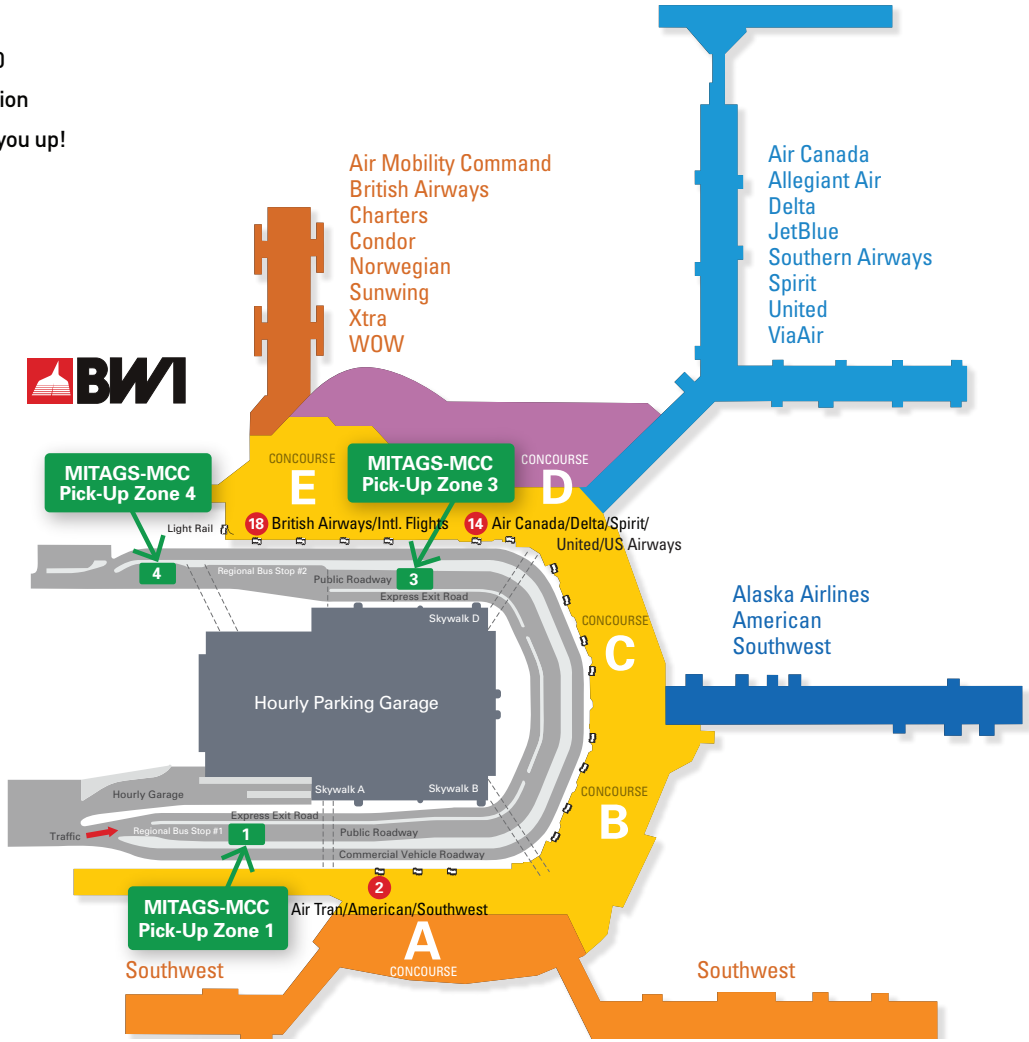 ion
you up!
Air Mobility Command
British Airways
Charters
Condor
Norwegian
Sunwing
Xtra
WOW
Air Canada
Allegiant Air
Delta
JetBlue
Southern Airways
Spirit
United
ViaAir
BWI
CONCOURSE
E
CONCOURSE
D
MITAGS-MCC
Pick-Up Zone 4
MITAGS-MCC
Pick-Up Zone 3
Light Rail
18 British Airways/Intl. Flights
14 Air Canada/Delta/Spirit/
United/US Airways
4
Regional Bus Stop #2
Public Roadway
3
Express Exit Road
Skywalk D
Alaska Airlines
American
Southwest
CONCOURSE
C
Hourly Parking Garage
Skywalk A
Skywalk B
Hourly Garage
CONCOURSE
B
Express Exit Road
Traffic
Regional Bus Stop #1
1
Public Roadway
Commercial Vehicle Roadway
2
Air Tran/American/Southwest
MITAGS-MCC
Pick-Up Zone 1
A
CONCOURSE
Southwest
Southwest